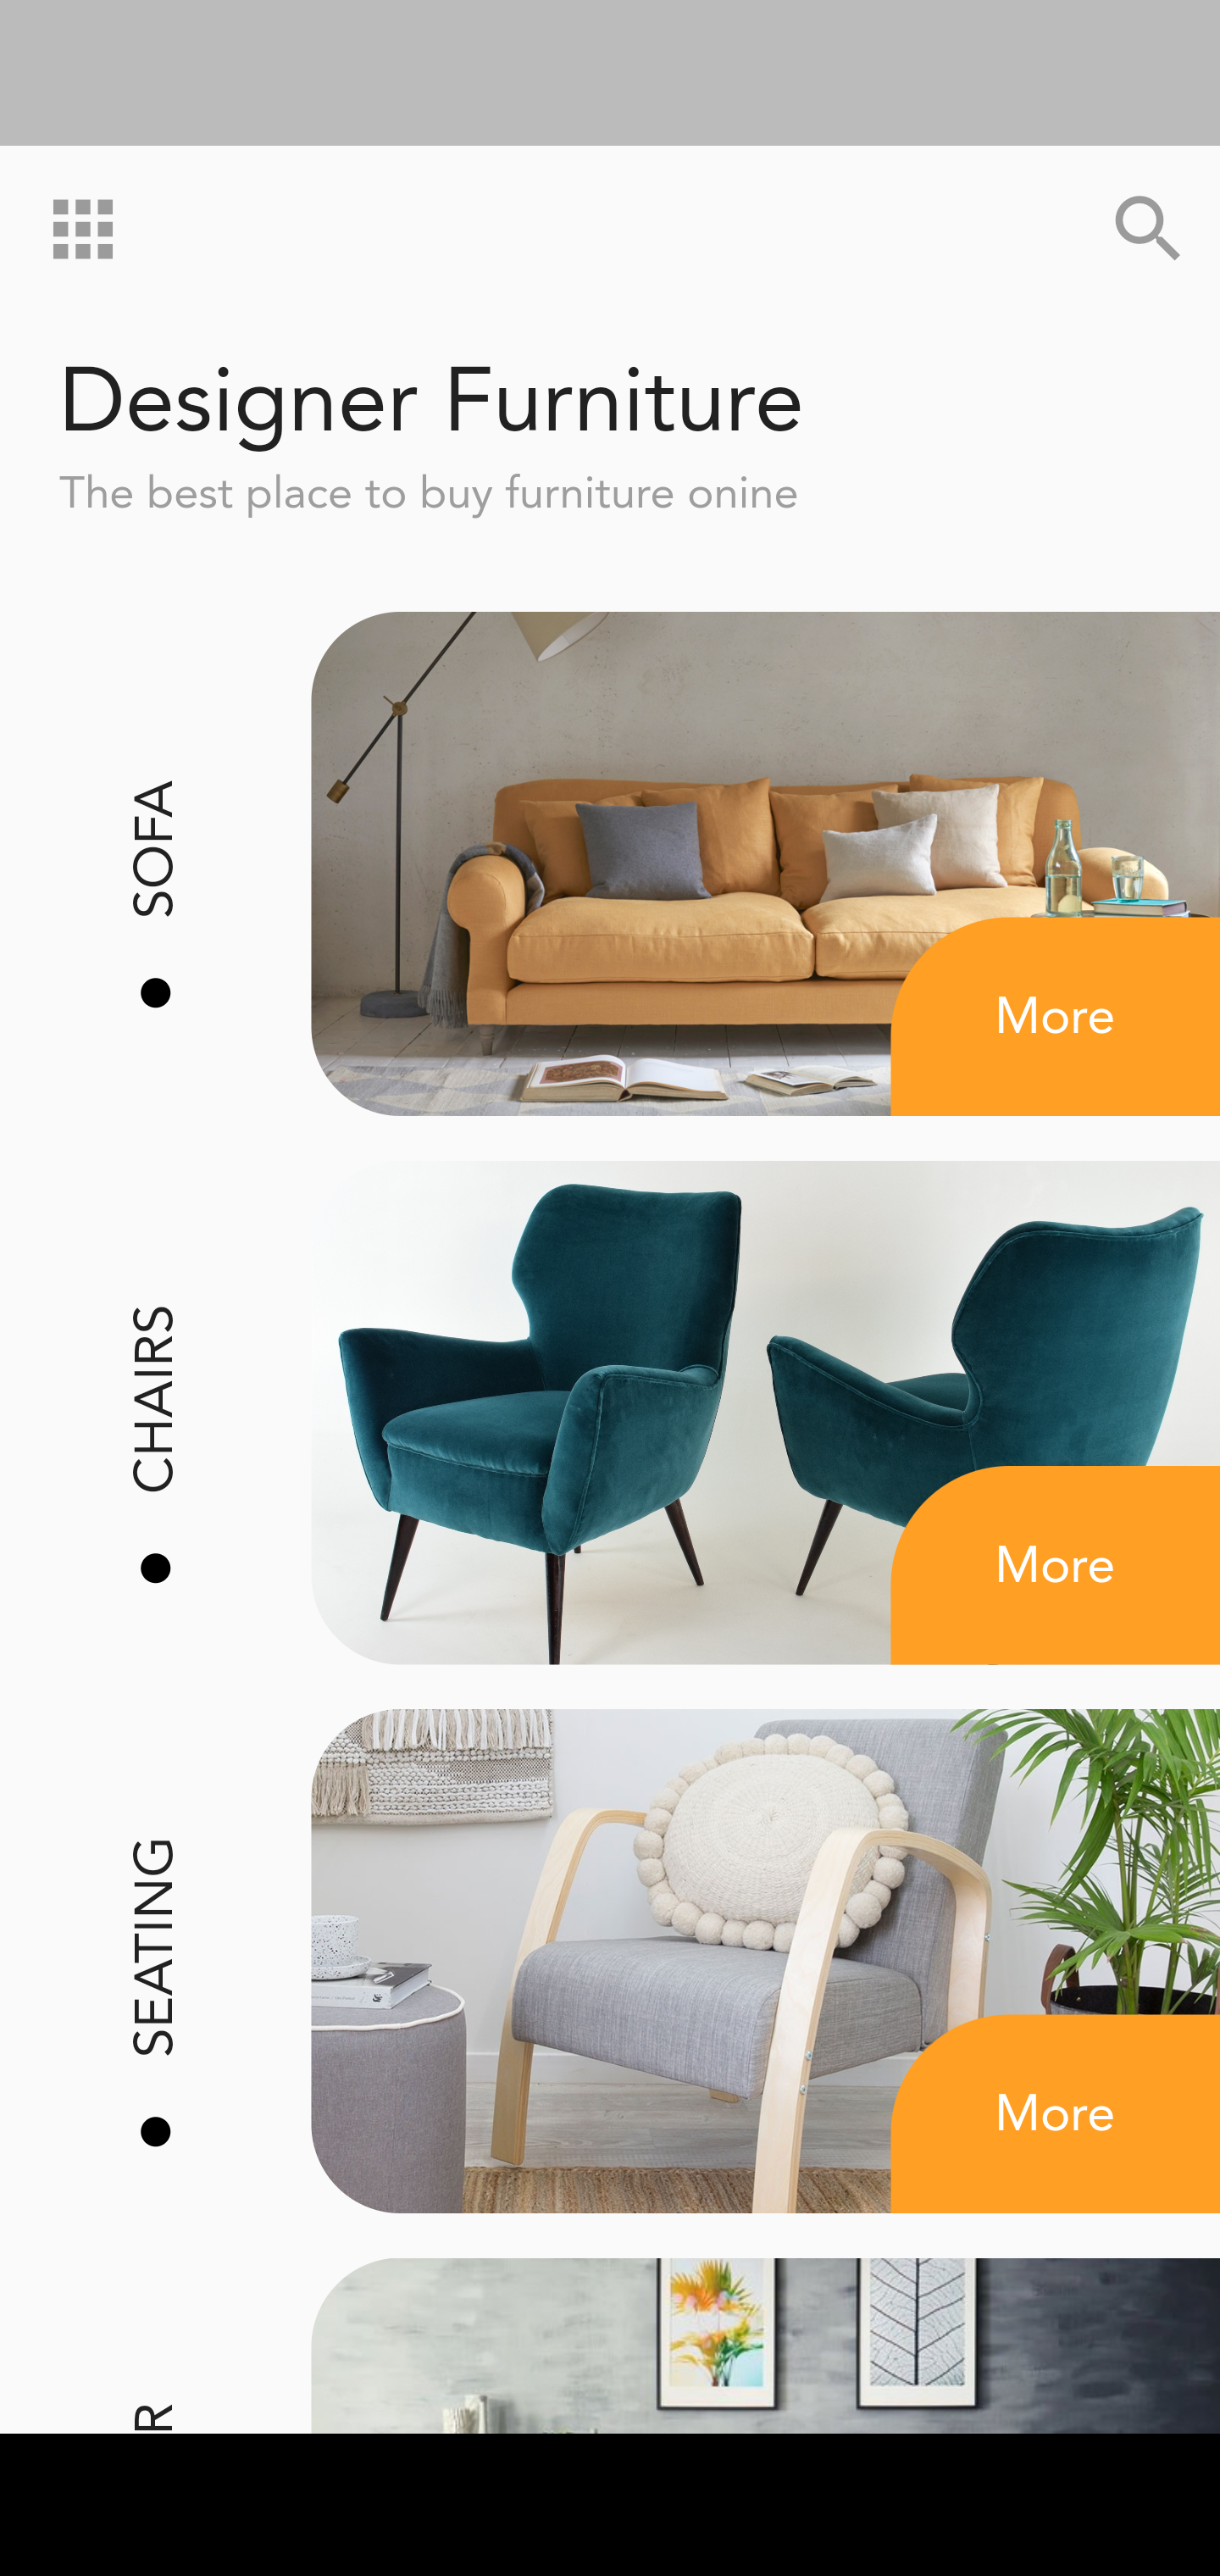 Designer Furniture
The best place to buy furniture onine
SOFA
More
CHAIRS
More
SEATING
More
R